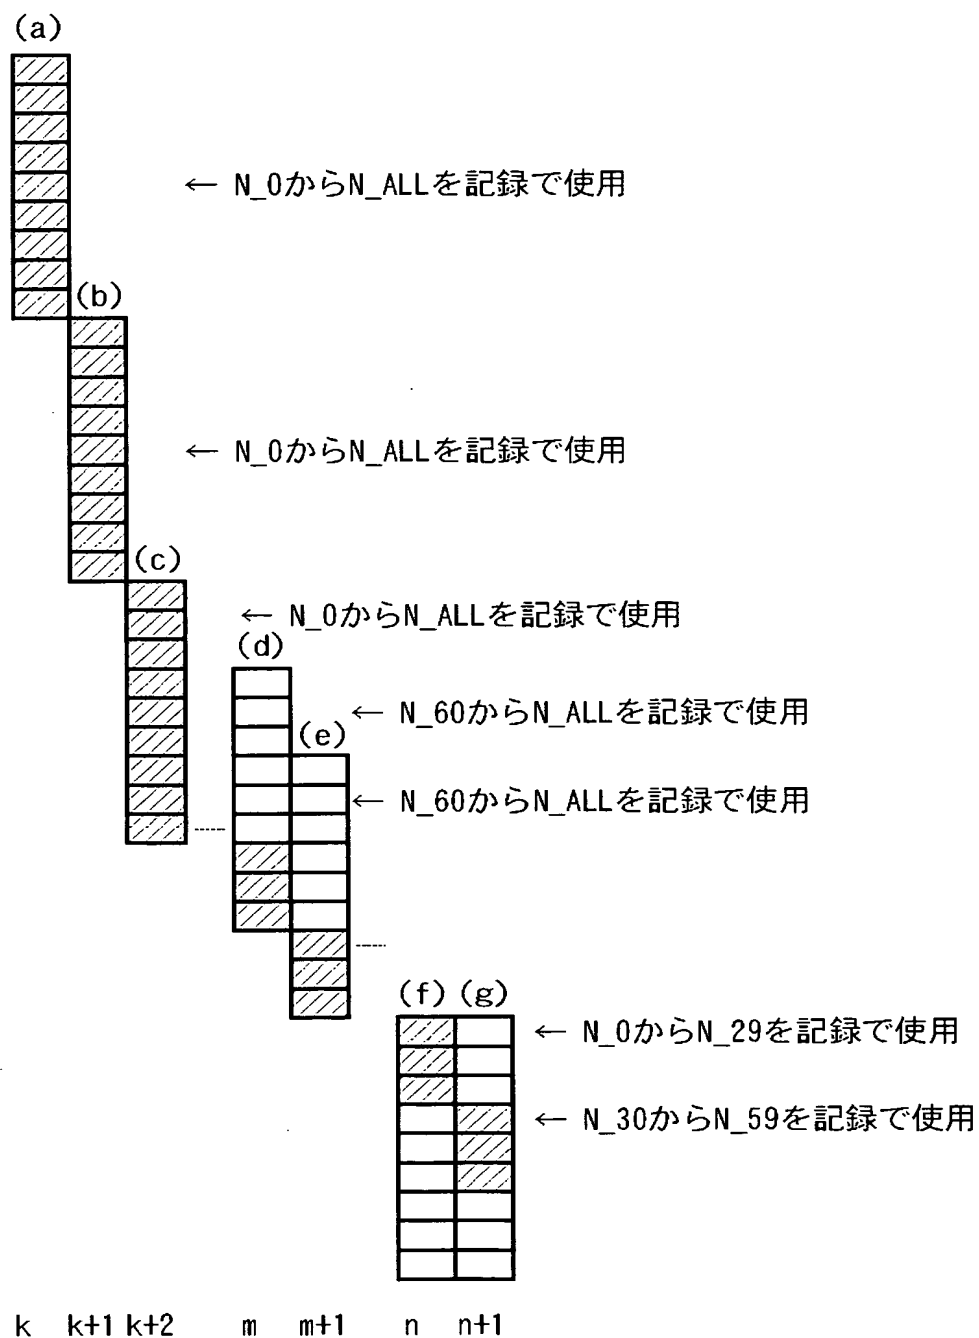 (a)
← N_0からN_ALLを記録で使用
(b)
← N_0からN_ALLを記録で使用
(c)
← N_0からN_ALLを記録で使用
(d)
← N_60からN_ALLを記録で使用
(e)
← N_60からN_ALLを記録で使用
(f) (g)
← N_0からN_29を記録で使用
← N_30からN_59を記録で使用
k k+1 k+2 m m+1 n n+1